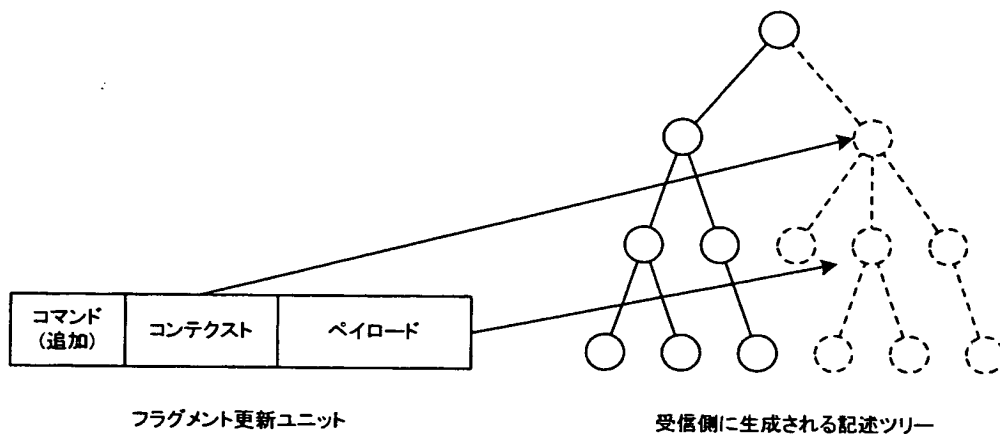 コマンド
(追加)
コンテクスト
ペイロード
フラグメント更新ユニット
受信側に生成される記述ツリー